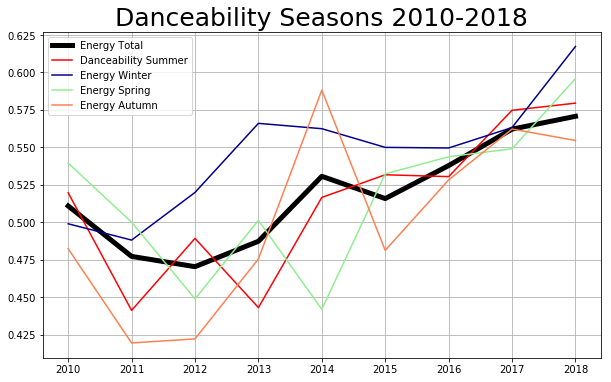 Danceability Seasons 2010-2018
0.625
0.600
0.575
0.550
0.525
0.500
0.475
0.450
0.425
Energy Total
Danceability Summer
Energy Winter
Energy Spring
Energy Autumn
2010 2011 2012 2013 2014 2015 2016 2017 2018